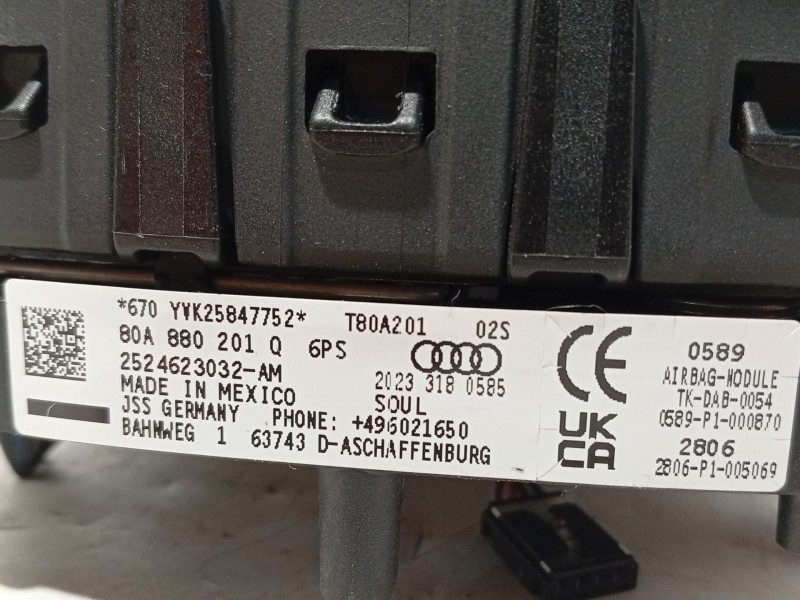 *670 YVK25847752* T80A201 02S
80A 880 201 Q 6PS
2524623032-AM 2023 318 0585
MADE IN MEXICO SOUL
JSS GERMANY PHONE: +496021650
BAHNWEG 1 63743 D-ASCHAFFENBURG
CE
UK
CA
0589
AIRBAG-MODULE
TK-DAB-0054
0589-P1-000870
2806
2806-P1-005069